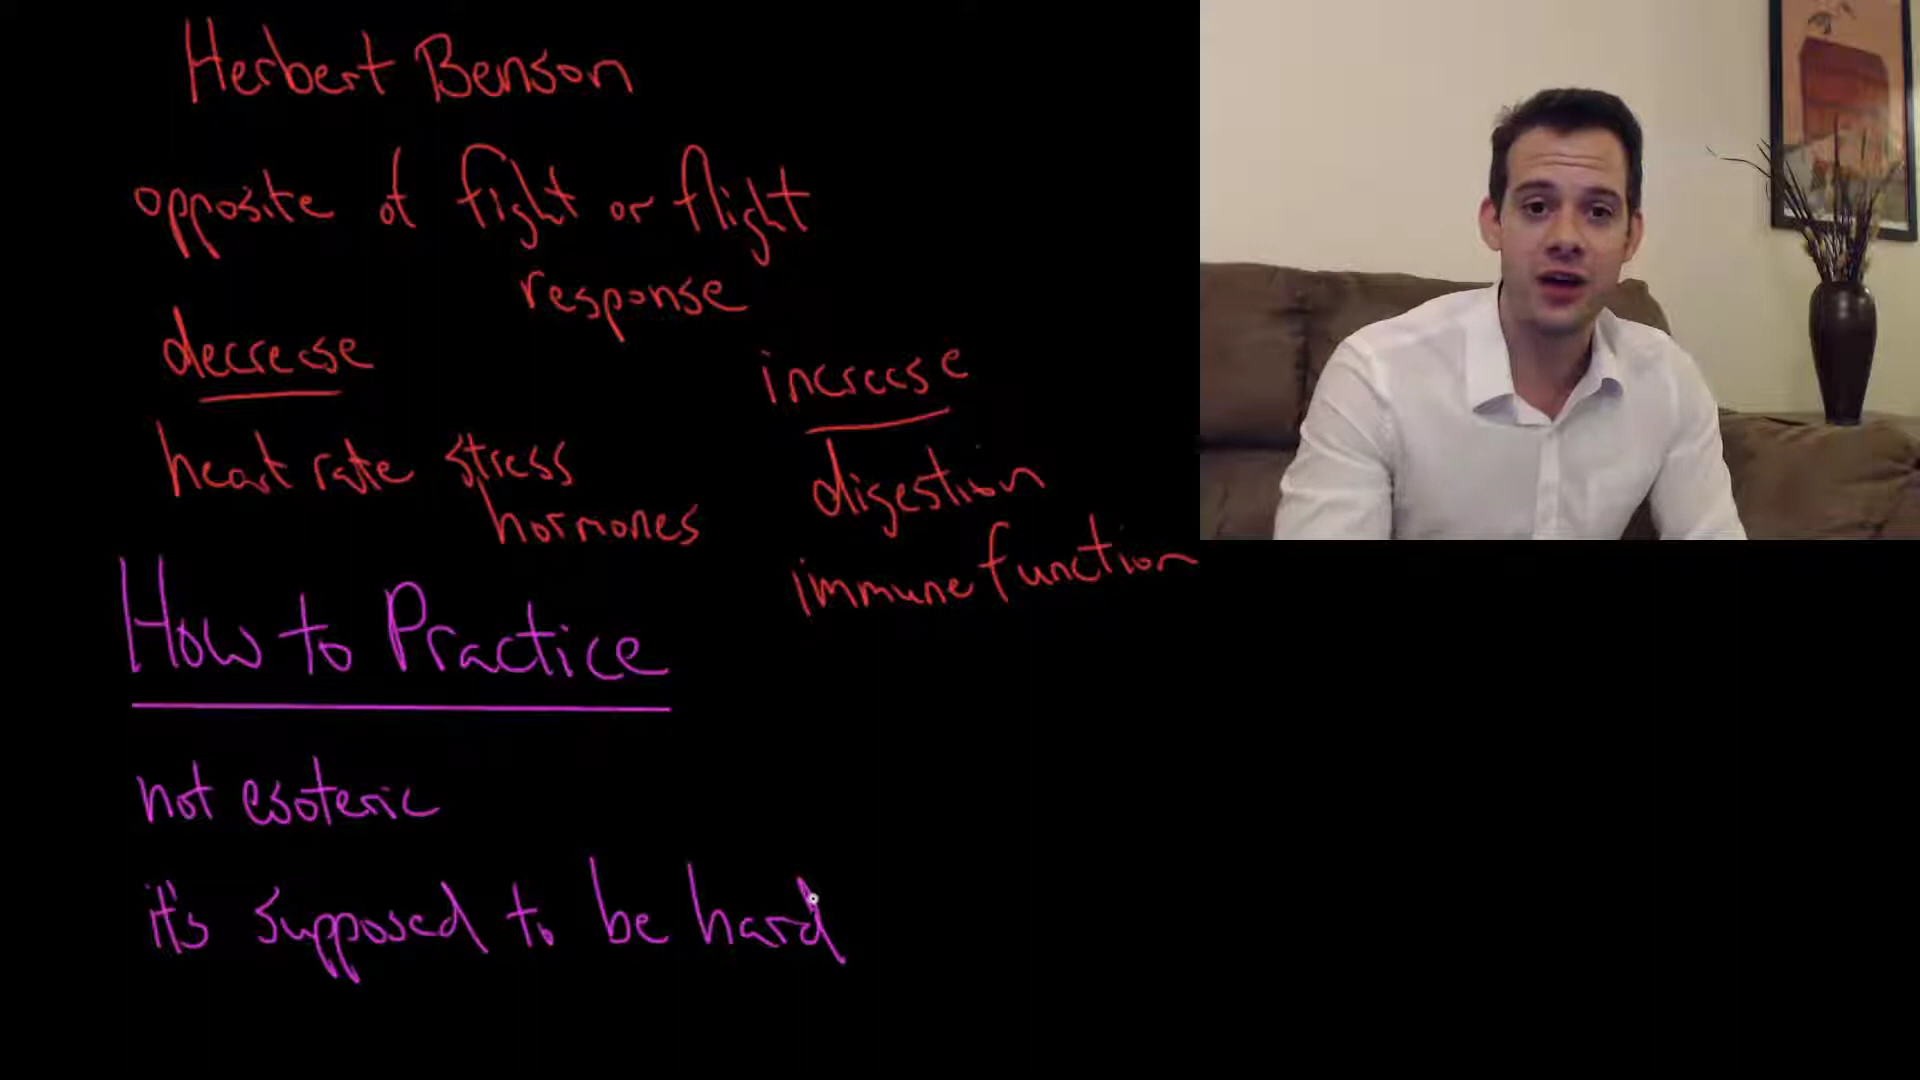 Herbert Benson
opposite of fight or flight
response
decrease
increase
heart rate stress
hormones
digestion
immune function
How to Practice
not esoteric
it's supposed to be hard